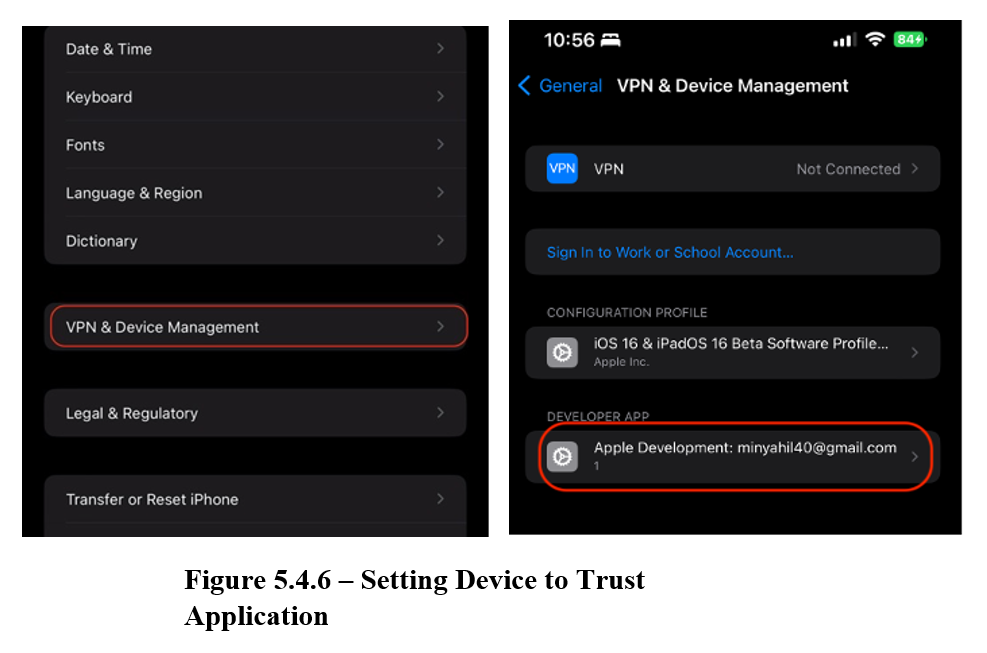 Date & Time
Keyboard
Fonts
Language & Region
Dictionary
VPN & Device Management
Legal & Regulatory
Transfer or Reset iPhone
10:56
84
General VPN & Device Management
VPN VPN Not Connected
Sign In to Work or School Account...
CONFIGURATION PROFILE
iOS 16 & iPadOS 16 Beta Software Profile...
Apple Inc.
DEVELOPER APP
Apple Development: minyahil40@gmail.com
1
Figure 5.4.6 – Setting Device to Trust
Application